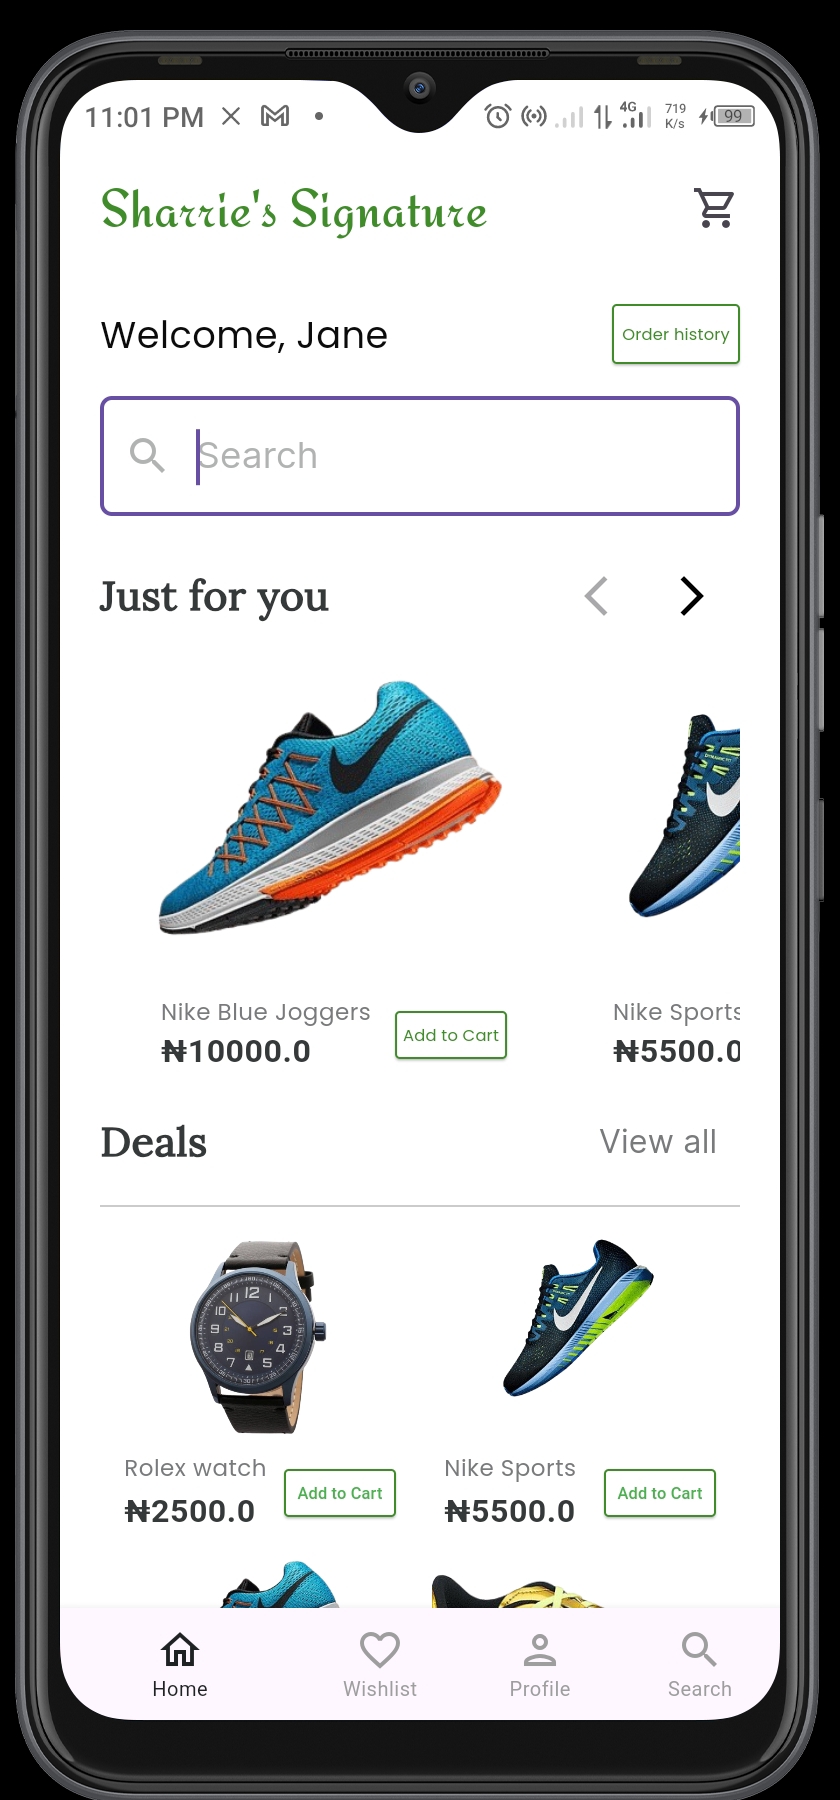 11:01 PM
4G 719 K/s 99
Sharrie's Signature
Welcome, Jane
Order history
Search
Just for you
Nike Blue Joggers
₦10000.0
Add to Cart
Nike Sports
₦5500.0
Deals
View all
Rolex watch
₦2500.0
Add to Cart
Nike Sports
₦5500.0
Add to Cart
Home Wishlist Profile Search